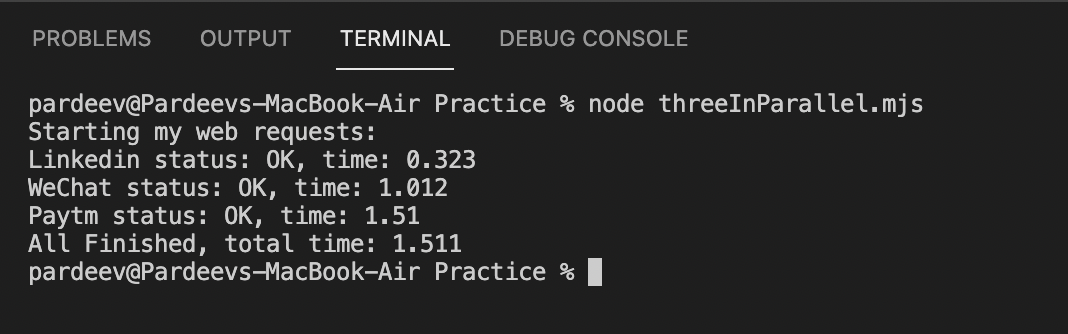 PROBLEMS OUTPUT TERMINAL DEBUG CONSOLE
pardeev@Pardeevs-MacBook-Air Practice % node threeInParallel.mjs
Starting my web requests:
Linkedin status: OK, time: 0.323
WeChat status: OK, time: 1.012
Paytm status: OK, time: 1.51
All Finished, total time: 1.511
pardeev@Pardeevs-MacBook-Air Practice %